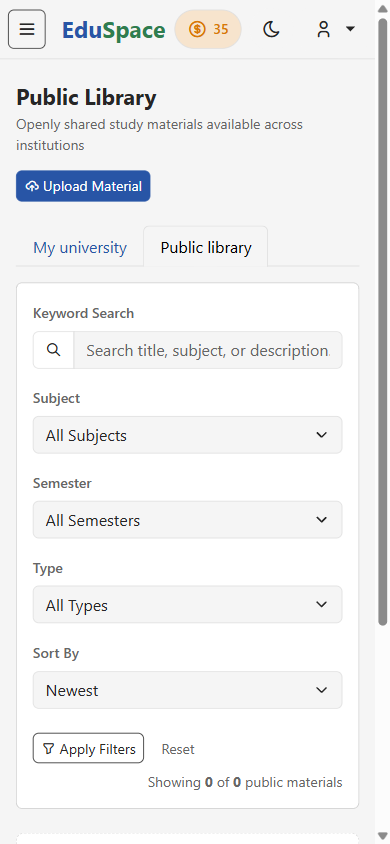 EduSpace
35
Public Library
Openly shared study materials available across
institutions
Upload Material
My university
Public library
Keyword Search
Search title, subject, or description.
Subject
All Subjects
Semester
All Semesters
Type
All Types
Sort By
Newest
Apply Filters
Reset
Showing 0 of 0 public materials